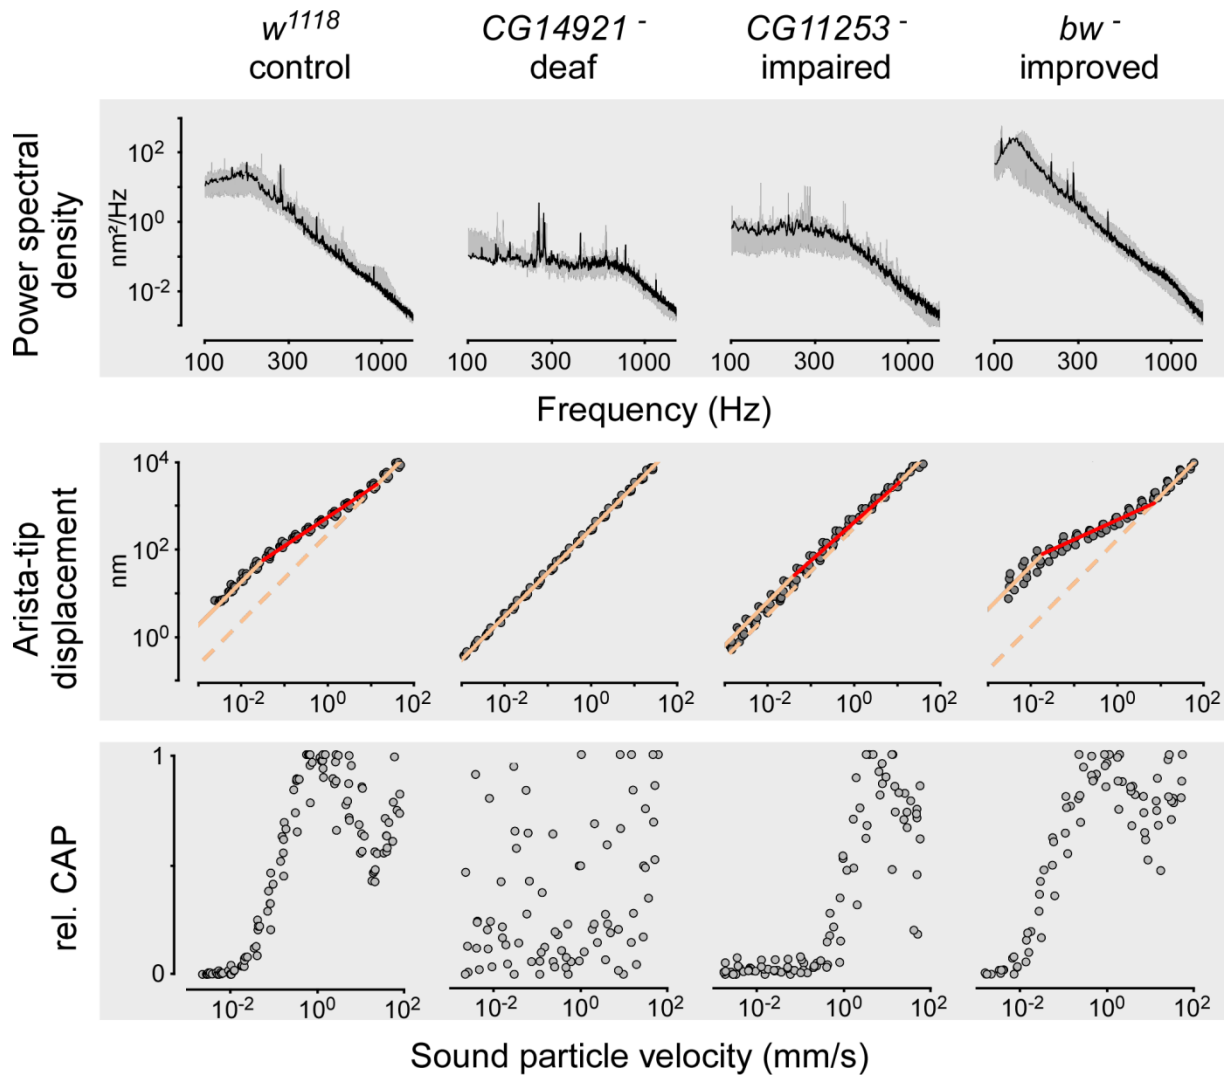 w1118 CG14921 - CG11253 - bw -
control deaf impaired improved
Power spectral
density
nm²/Hz
10²
10⁰
10⁻²
100 300 1000 100 300 1000 100 300 1000 100 300 1000
Frequency (Hz)
Arista-tip
displacement
nm
10⁴
10²
10⁰
10⁻² 10⁰ 10² 10⁻² 10⁰ 10² 10⁻² 10⁰ 10² 10⁻² 10⁰ 10²
rel. CAP
1
0
10⁻² 10⁰ 10² 10⁻² 10⁰ 10² 10⁻² 10⁰ 10² 10⁻² 10⁰ 10²
Sound particle velocity (mm/s)